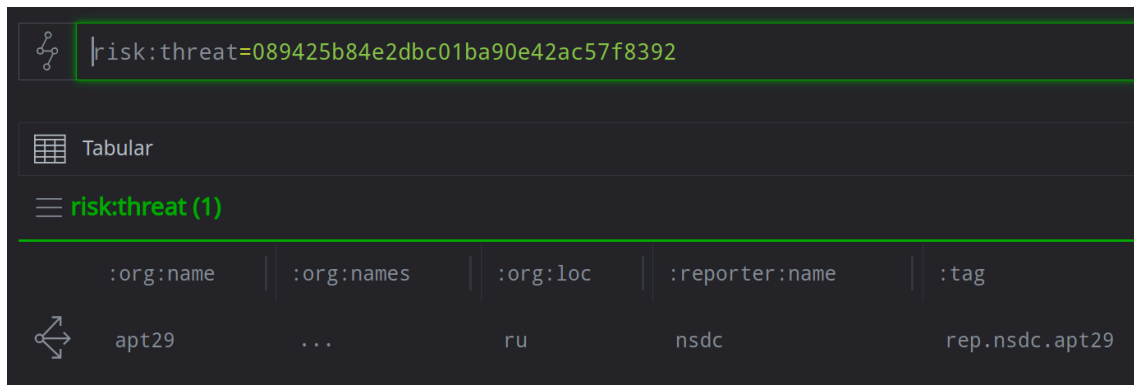 risk:threat=089425b84e2dbc01ba90e42ac57f8392
Tabular
risk:threat (1)
:org:name :org:names :org:loc :reporter:name :tag
apt29 ... ru nsdc rep.nsdc.apt29